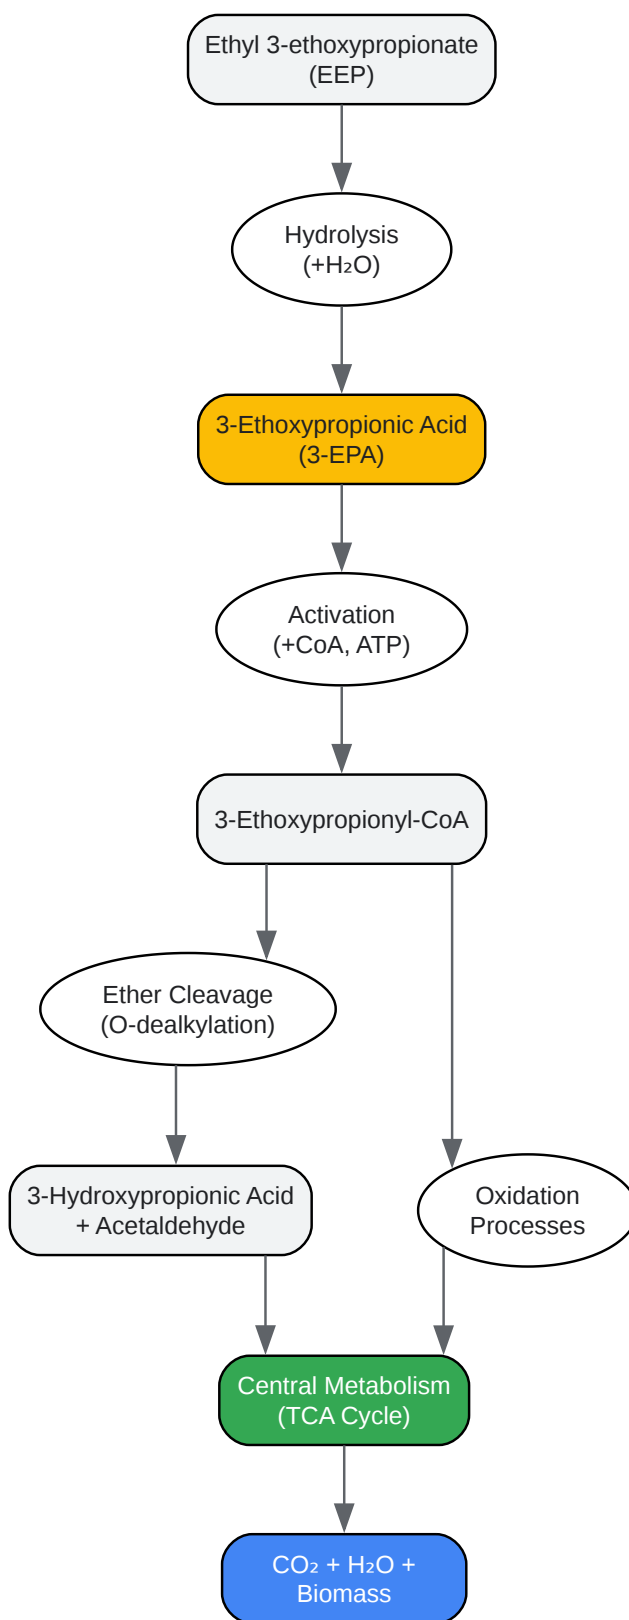 Ethyl 3-ethoxypropionate
(EEP)
Hydrolysis
(+H₂O)
3-Ethoxypropionic Acid
(3-EPA)
Activation
(+CoA, ATP)
3-Ethoxypropionyl-CoA
Ether Cleavage
(O-dealkylation)
3-Hydroxypropionic Acid
+ Acetaldehyde
Oxidation
Processes
Central Metabolism
(TCA Cycle)
CO₂ + H₂O +
Biomass